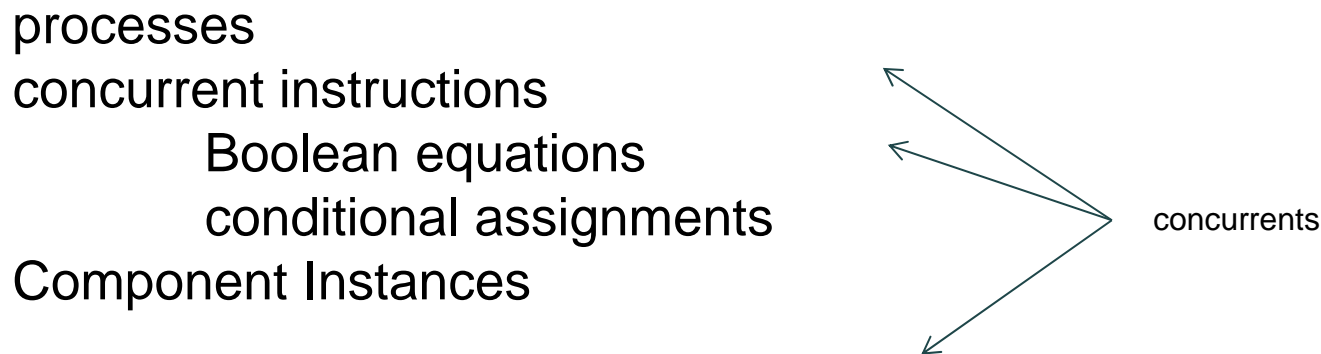 processes
concurrent instructions
Boolean equations
conditional assignments
concurrents
Component Instances